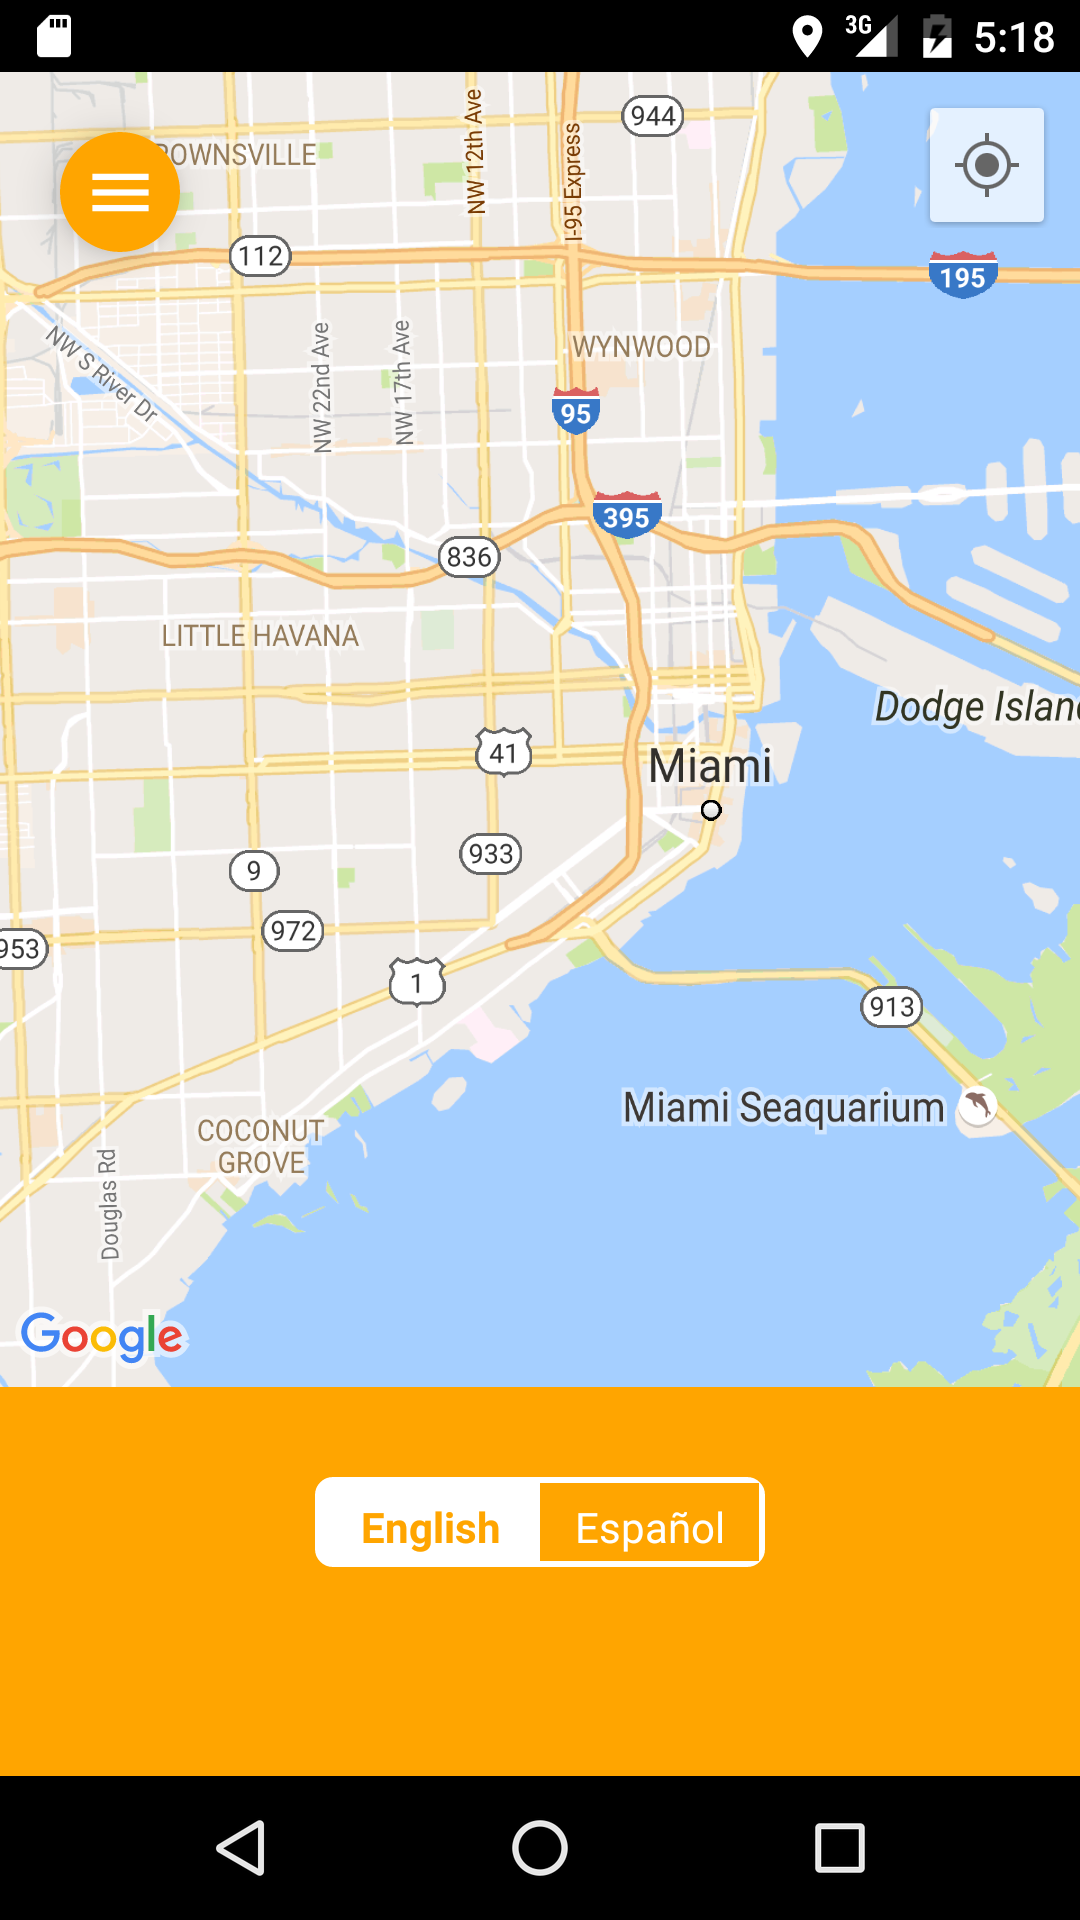 3G 5:18
944
NW 12th Ave
I-95 Express
OWNSVILLE
112
195
NW S River Dr
NW 22nd Ave
NW 17th Ave
WYNWOOD
95
395
836
LITTLE HAVANA
Dodge Islan
41
Miami
933
9
972
953
1
913
Miami Seaquarium
COCONUT
GROVE
Douglas Rd
Google
English Español